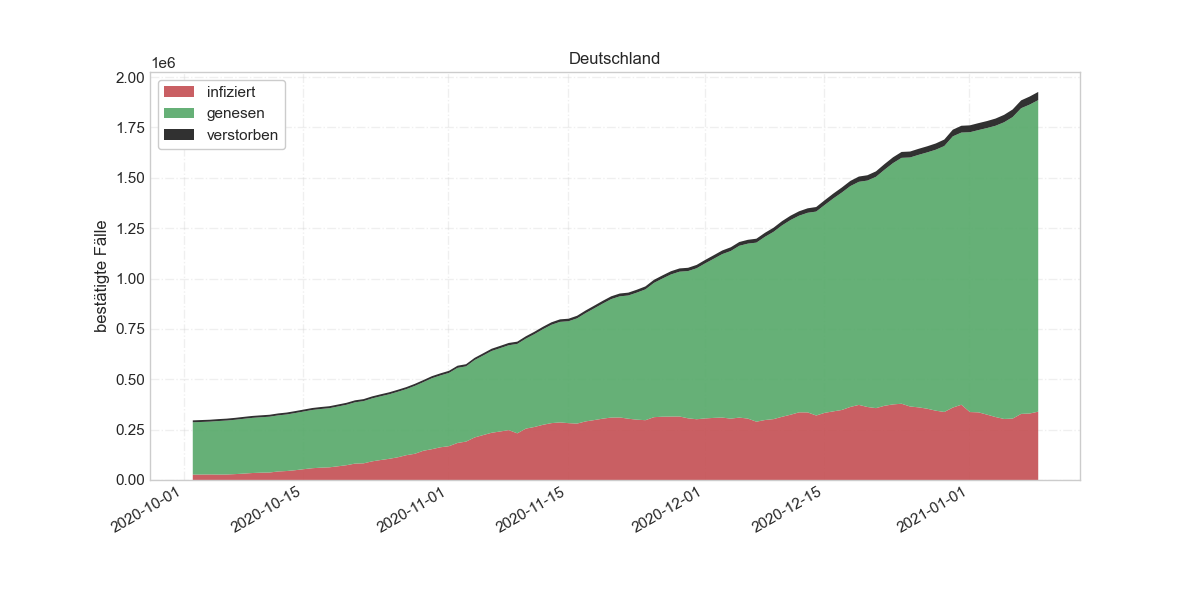 Deutschland
1e6
2.00
1.75
1.50
1.25
1.00
0.75
0.50
0.25
0.00
bestätigte Fälle
infiziert
genesen
verstorben
2020-10-01
2020-10-15
2020-11-01
2020-11-15
2020-12-01
2020-12-15
2021-01-01